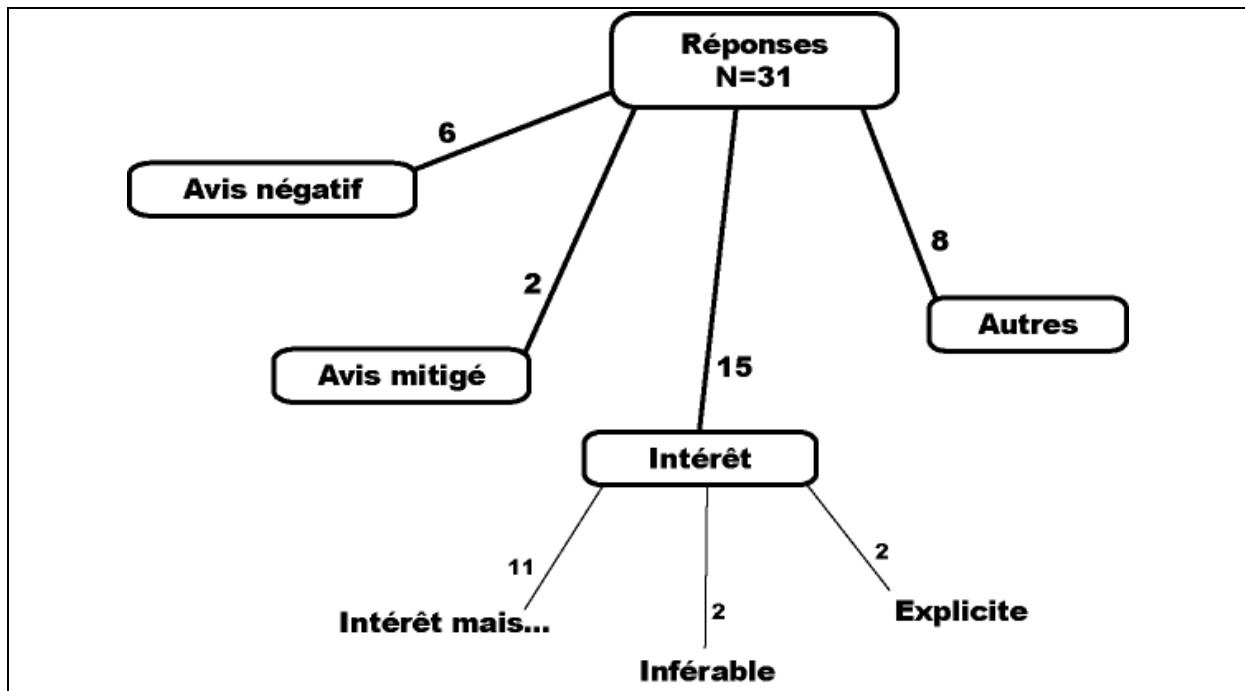 Réponses
N=31
6
Avis négatif
2
Avis mitigé
15
Intérêt
8
Autres
11
Intérêt mais...
2
Inférable
2
Explicite